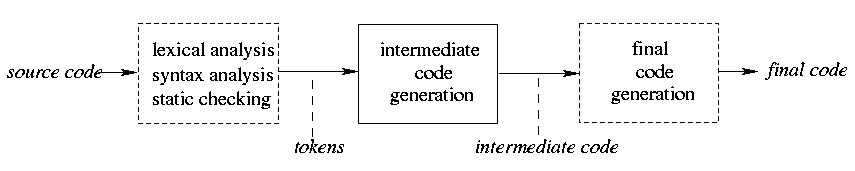 source code
lexical analysis
syntax analysis
static checking
tokens
intermediate
code
generation
intermediate code
final
code
generation
final code